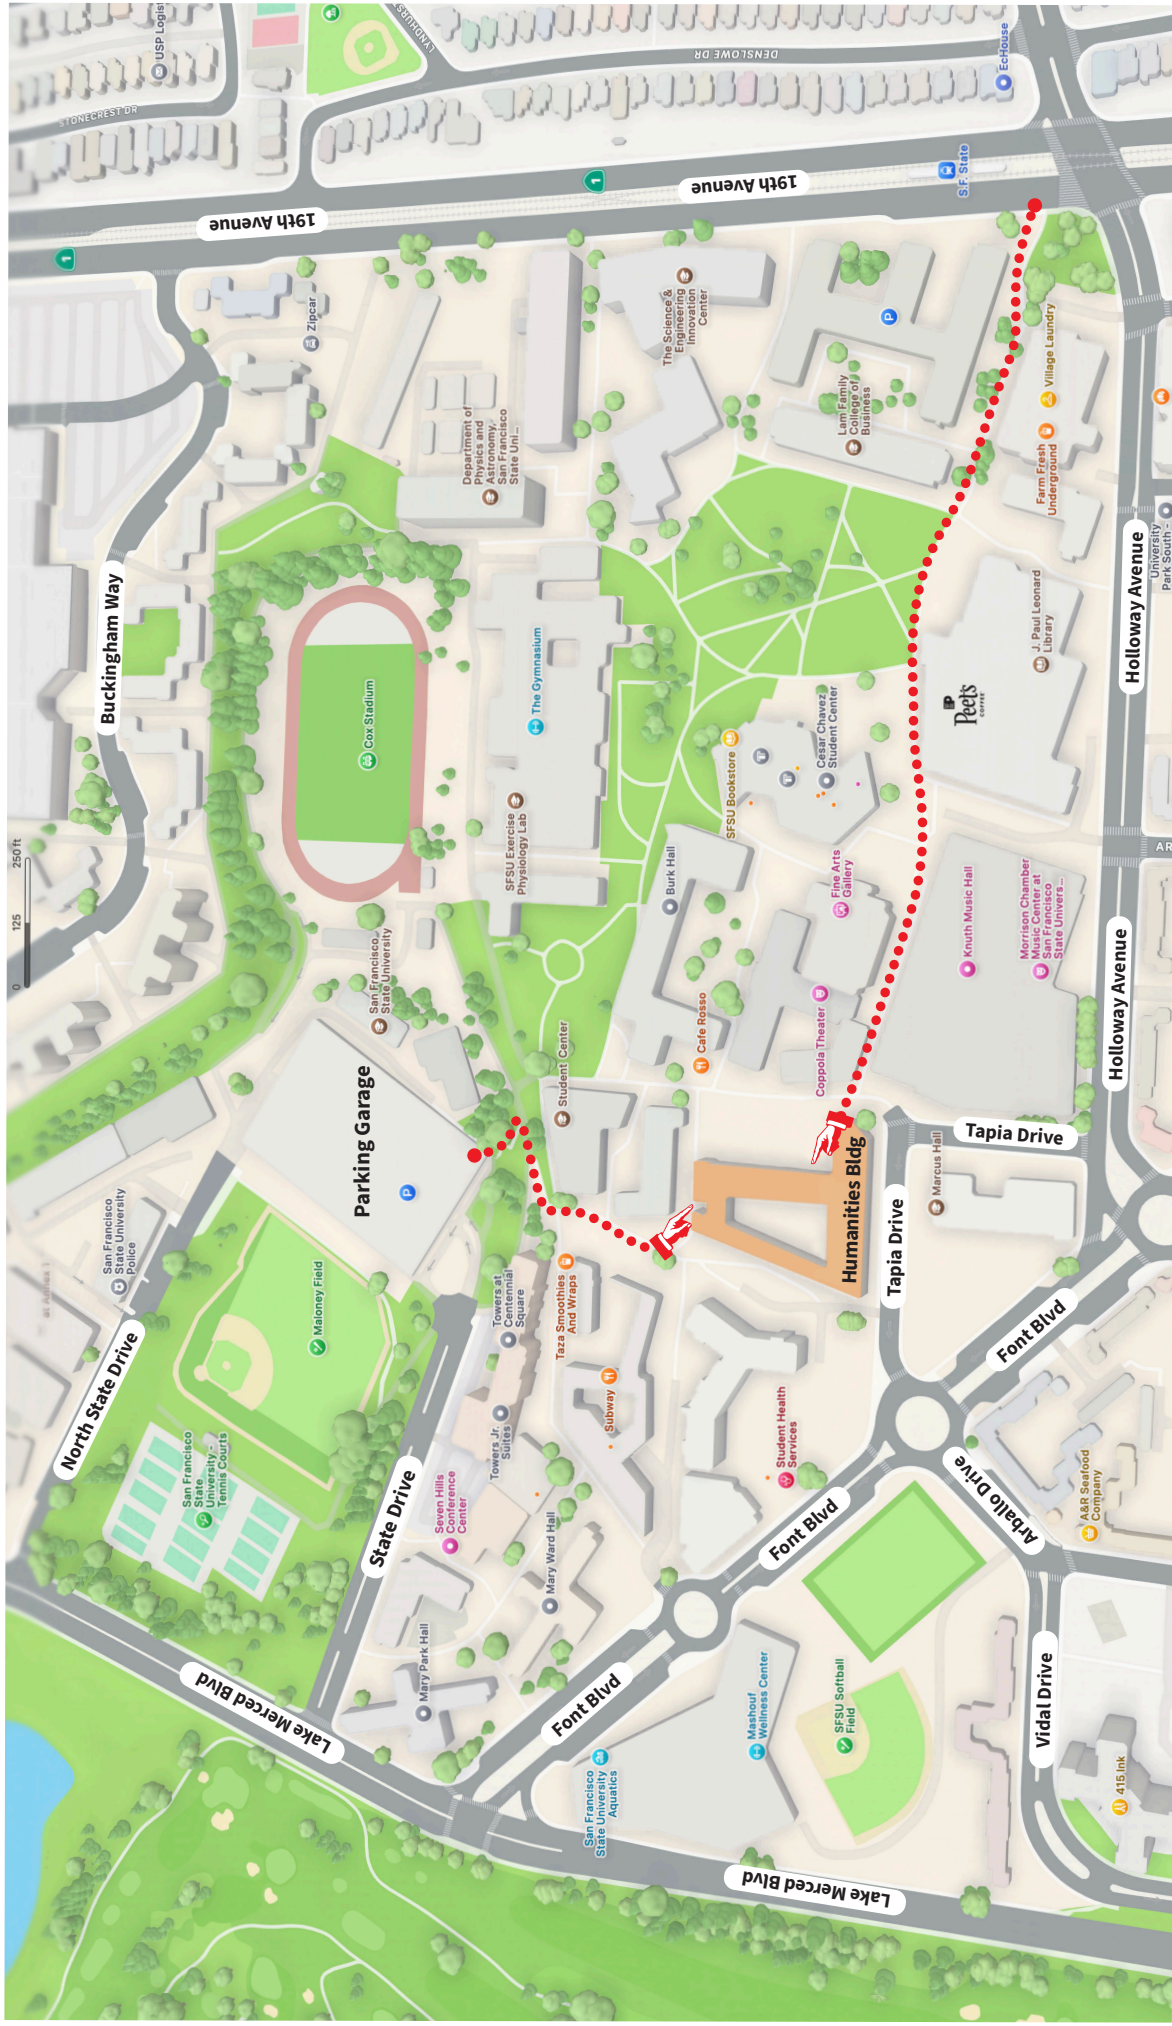 USP Logist
STONECREST DR
LYNDHURST
DENSLOWE DR
EcHouse
19th Avenue
19th Avenue
1
1
S.F. State
Zipcar
The Science &
Engineering
Innovation
Center
P
Lam Family
College of
Business
Village Laundry
Farm Fresh
Underground
Department of
Physics and
Astronomy,
San Francisco
State Uni...
Buckingham Way
Cox Stadium
The Gymnasium
SFSU Exercise
Physiology Lab
SFSU Bookstore
Cesar Chavez
Student Center
J. Paul Leonard
Library
Peet's
COFFEE
Holloway Avenue
University
Park South -
Burk Hall
Fine Arts
Gallery
Knuth Music Hall
Morrison Chamber
Music Center at
San Francisco
State Univers...
AR
Holloway Avenue
0 125 250 ft
San Francisco
State University
Parking Garage
P
Student Center
Cafe Rosso
Coppola Theater
Humanities Bldg
Tapia Drive
Tapia Drive
Marcus Hall
San Francisco
State University
Police
North State Drive
Maloney Field
Towers at
Centennial
Square
Taza Smoothies
And Wraps
Subway
Towers Jr.
Suites
Student Health
Services
Font Blvd
San Francisco
State
University -
Tennis Courts
State Drive
Seven Hills
Conference
Center
Mary Ward Hall
Font Blvd
Arballo Drive
A&R Seafood
Company
Mary Park Hall
Lake Merced Blvd
Font Blvd
Mashouf
Wellness Center
SFSU Softball
Field
Vidal Drive
San Francisco
State University
Aquatics
415 Ink
Lake Merced Blvd